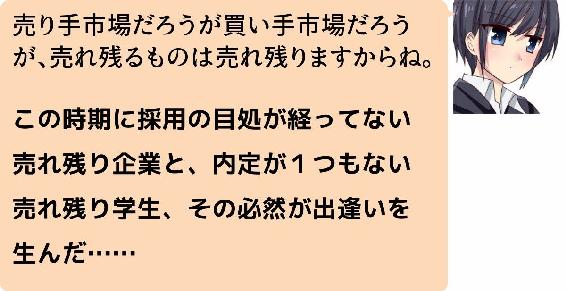 売り手市場だろうが買い手市場だろう
が、売れ残るものは売れ残りますからね。
この時期に採用の目処が経ってない
売れ残り企業と、内定が１つもない
売れ残り学生、その必然が出逢いを
生んだ……